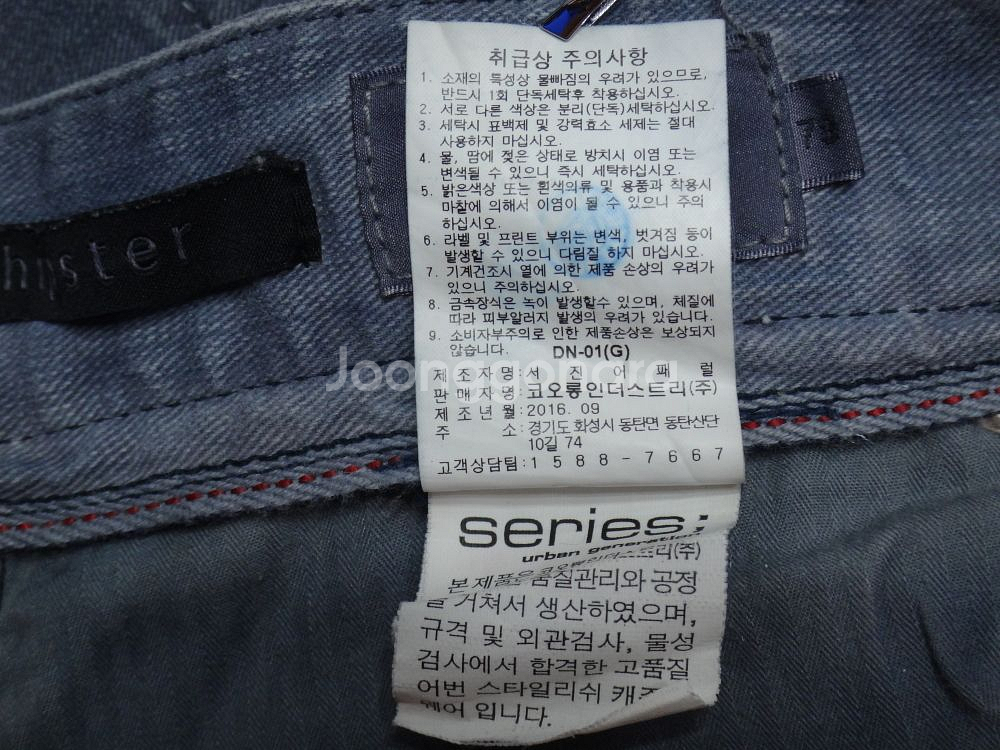 취급상 주의사항
1. 소재의 특성상 물빠짐의 우려가 있으므로,
반드시 1회 단독세탁후 착용하십시오.
2. 서로 다른 색상은 분리(단독)세탁하십시오.
3. 세탁시 표백제 및 강력효소 세제는 절대
사용하지 마십시오.
4. 물, 땀에 젖은 상태로 방치시 이염 또는
변색될 수 있으니 즉시 세탁하십시오.
5. 밝은색상 또는 흰색의류 및 용품과 착용시
마찰에 의해서 이염이 될 수 있으니 주의
하십시오.
6. 라벨 및 프린트 부위는 변색, 벗겨짐 등이
발생할 수 있으니 다림질 하지 마십시오.
7. 기계건조시 열에 의한 제품 손상의 우려가
있으니 주의하십시오.
8. 금속장식은 녹이 발생할수 있으며, 체질에
따라 피부알러지 발생의 우려가 있습니다.
9. 소비자부주의로 인한 제품손상은 보상되지
않습니다. DN-01(G)
제조자명: 서진어패럴
판매자명: 코오롱인더스트리(주)
제조년월: 2016. 09
주 소: 경기도 화성시 동탄면 동탄산단
10길 74
고객상담팀: 1588-7667
series;
urban generation
코오롱인더스트리(주)
본 제품은 품질관리와 공정
을 거쳐서 생산하였으며,
규격 및 외관검사, 물성
검사에서 합격한 고품질
어번 스타일리쉬 캐주
웨어 입니다.
hipster
78
Joonggonara